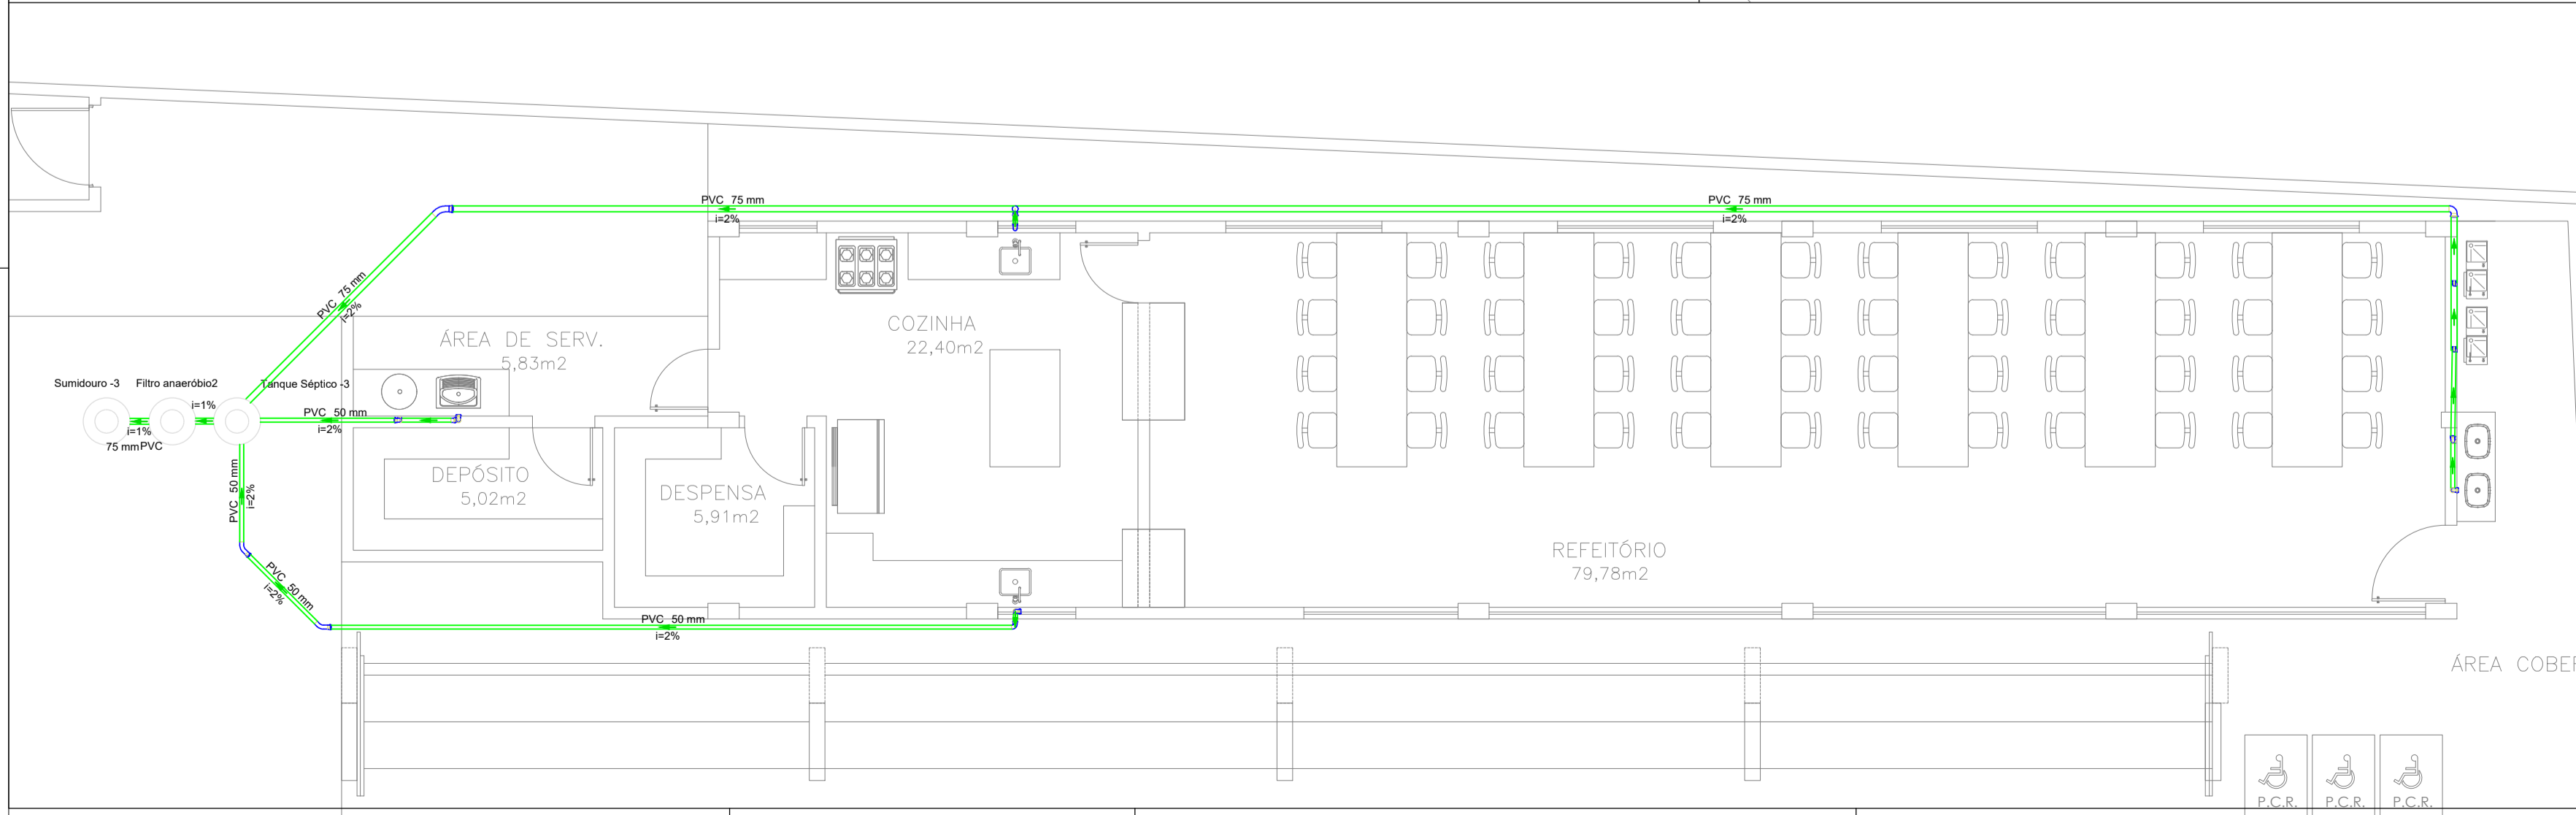 PVC 75 mm
i=2%
PVC 75 mm
i=2%
PVC 75 mm
i=2%
COZINHA
22,40m2
ÁREA DE SERV.
5,83m2
Sumidouro -3
Filtro anaeróbio2
Tanque Séptico -3
i=1%
PVC 50 mm
i=2%
i=1%
75 mmPVC
DEPÓSITO
5,02m2
DESPENSA
5,91m2
PVC 50 mm
i=2%
REFEITÓRIO
79,78m2
PVC 50 mm
i=2%
PVC 50 mm
i=2%
ÁREA COBER
P.C.R.
P.C.R.
P.C.R.